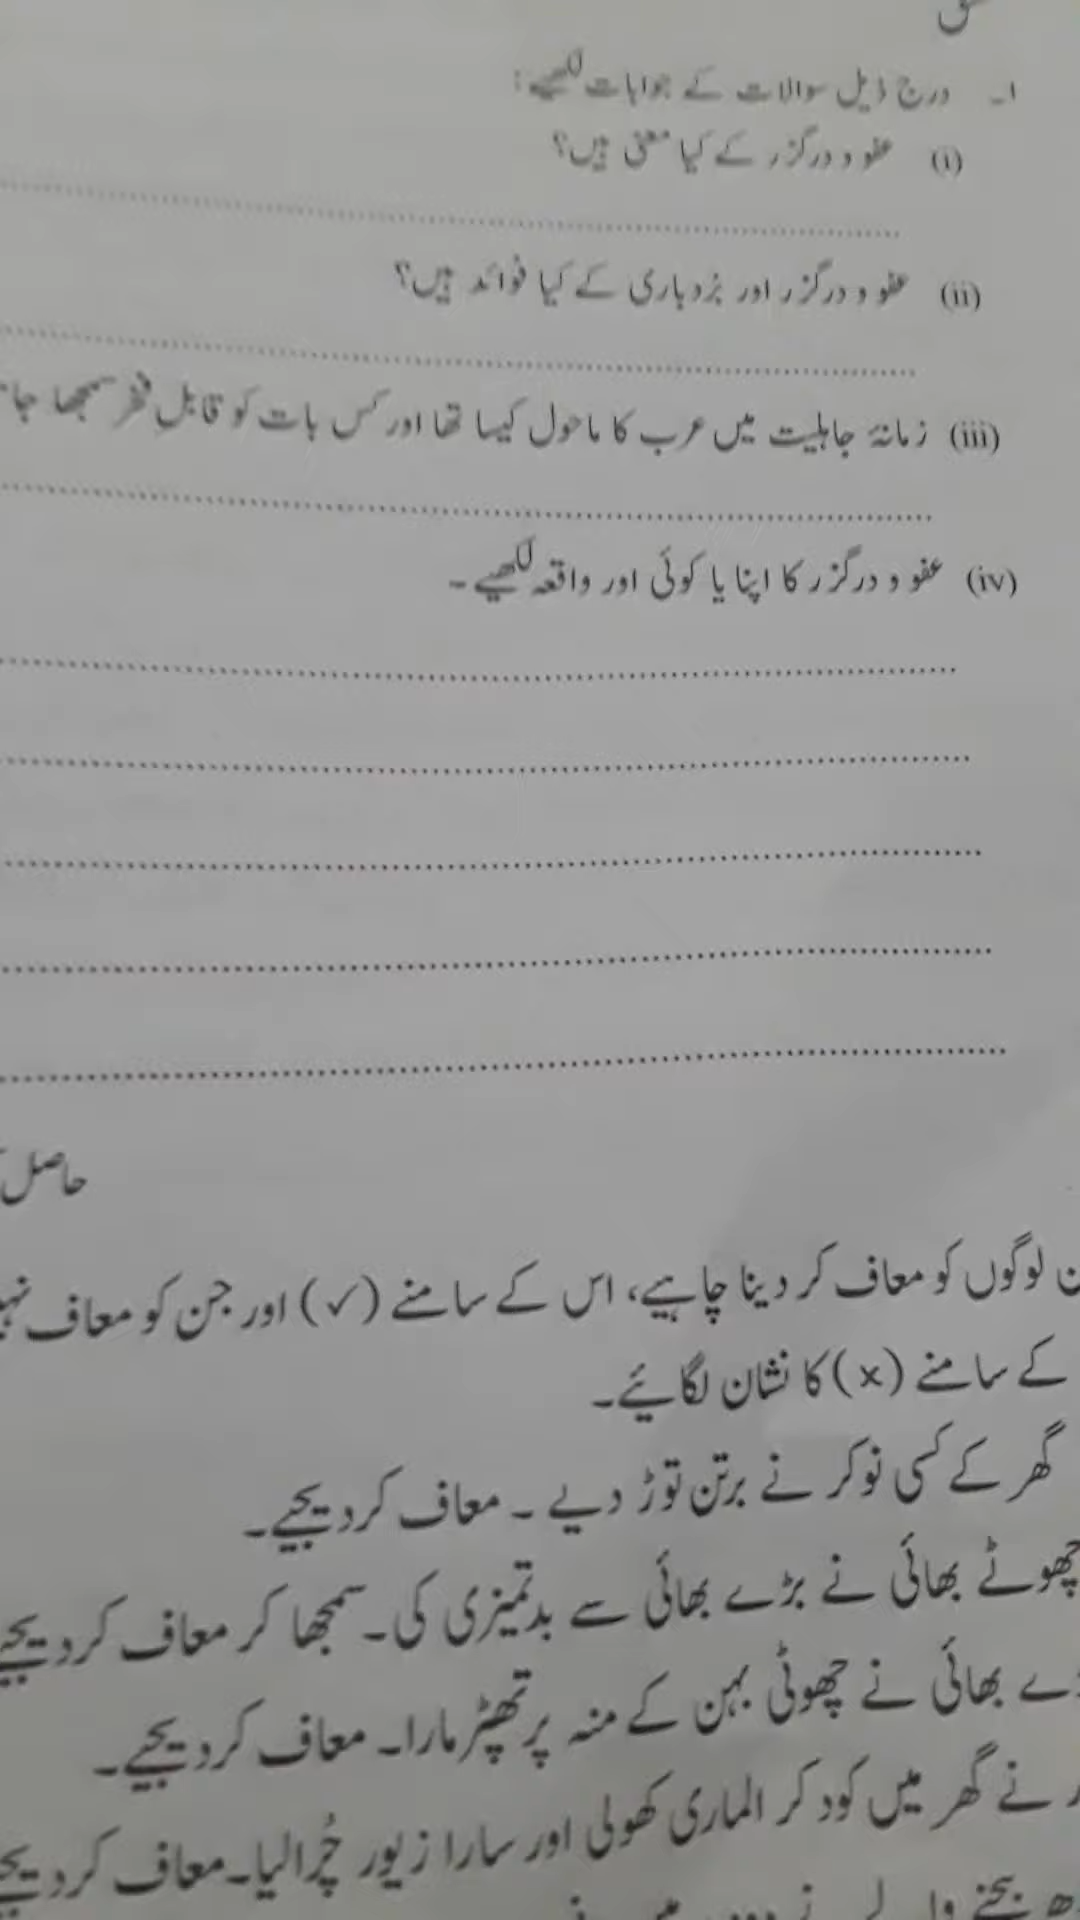 ۱۔ درج ذیل سوالات کے جوابات لکھیے:
(i) عفو و درگزر کے کیا معنی ہیں؟
(ii) عفو و درگزر اور بُردباری کے کیا فوائد ہیں؟
(iii) زمانۂ جاہلیت میں عرب کا ماحول کیسا تھا اور کس بات کو قابلِ فخر سمجھا جا
(iv) عفو و درگزر کا اپنا یا کوئی اور واقعہ لکھیے۔
حاصل
لوگوں کو معاف کر دینا چاہیے، اس کے سامنے (✓) اور جن کو معاف
کے سامنے (×) کا نشان لگائیے۔
گھر کے کسی نوکر نے برتن توڑ دیے۔ معاف کر دیجیے۔
چھوٹے بھائی نے بڑے بھائی سے بدتمیزی کی۔ سمجھا کر معاف کر دیجیے
بھائی نے چھوٹی بہن کے منہ پر تھپڑ مارا۔ معاف کر دیجیے۔
نے گھر میں کود کر الماری کھولی اور سارا زیور چُرا لیا۔ معاف کر دیجیے